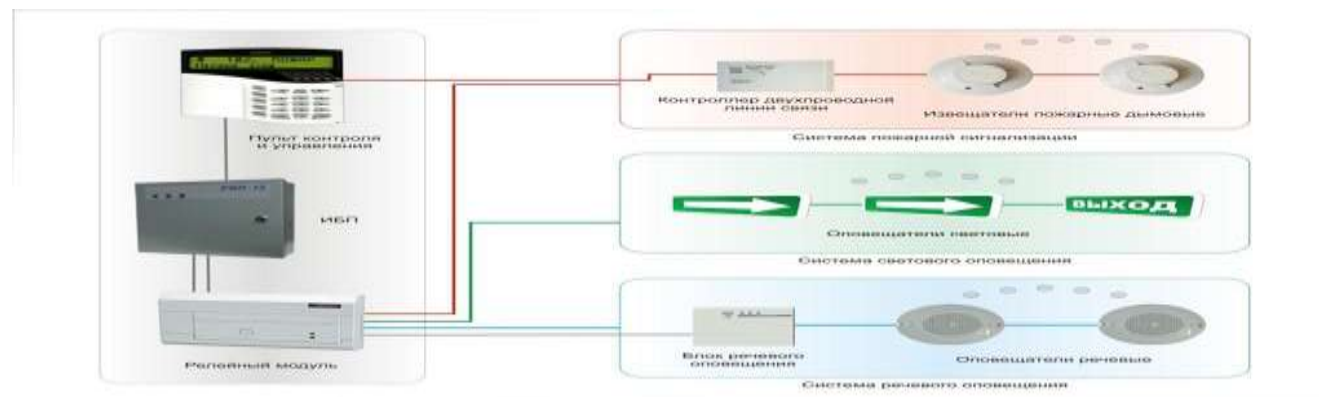 Пульт контроля
и управления
ИБП
Релейный модуль
Контроллер двухпроводной
линии связи
Извещатели пожарные дымовые
Система пожарной сигнализации
ВЫХОД
Оповещатели световые
Система светового оповещения
Блок речевого
оповещения
Оповещатели речевые
Система речевого оповещения